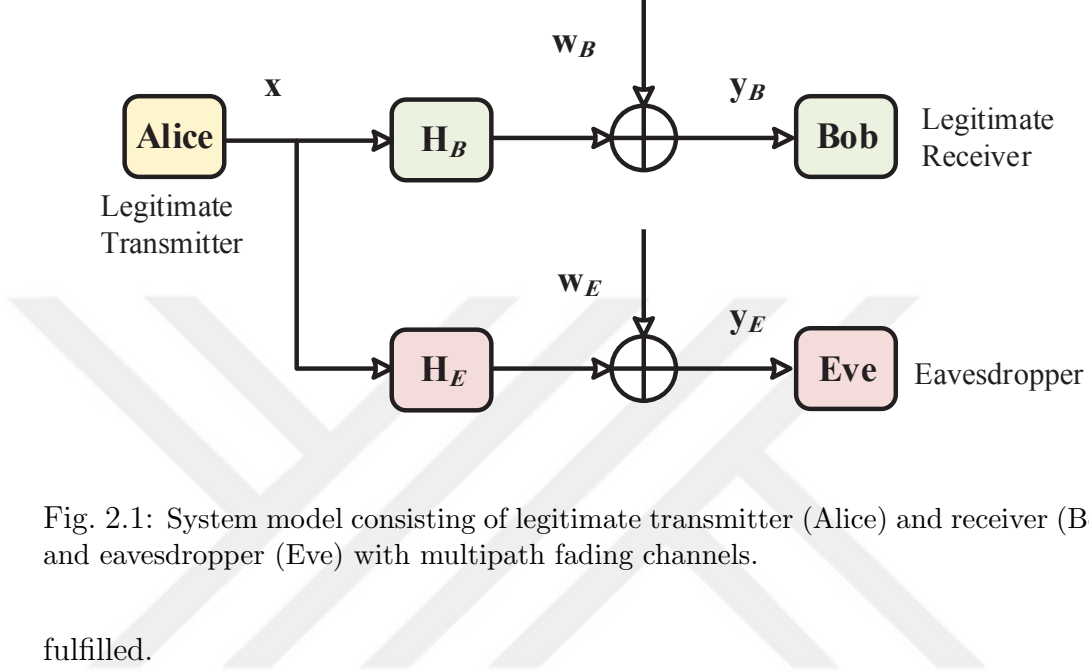 w_B
x
y_B
Alice
H_B
Bob
Legitimate
Receiver
Legitimate
Transmitter
w_E
y_E
H_E
Eve
Eavesdropper
Fig. 2.1: System model consisting of legitimate transmitter (Alice) and receiver
and eavesdropper (Eve) with multipath fading channels.
fulfilled.